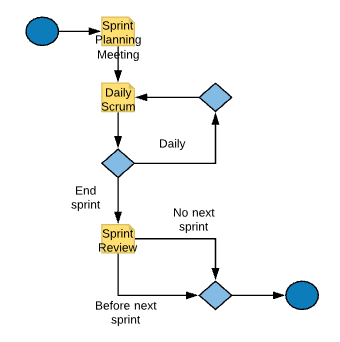 Sprint
Planning
Meeting
Daily
Scrum
Daily
End
sprint
No next
sprint
Sprint
Review
Before next
sprint